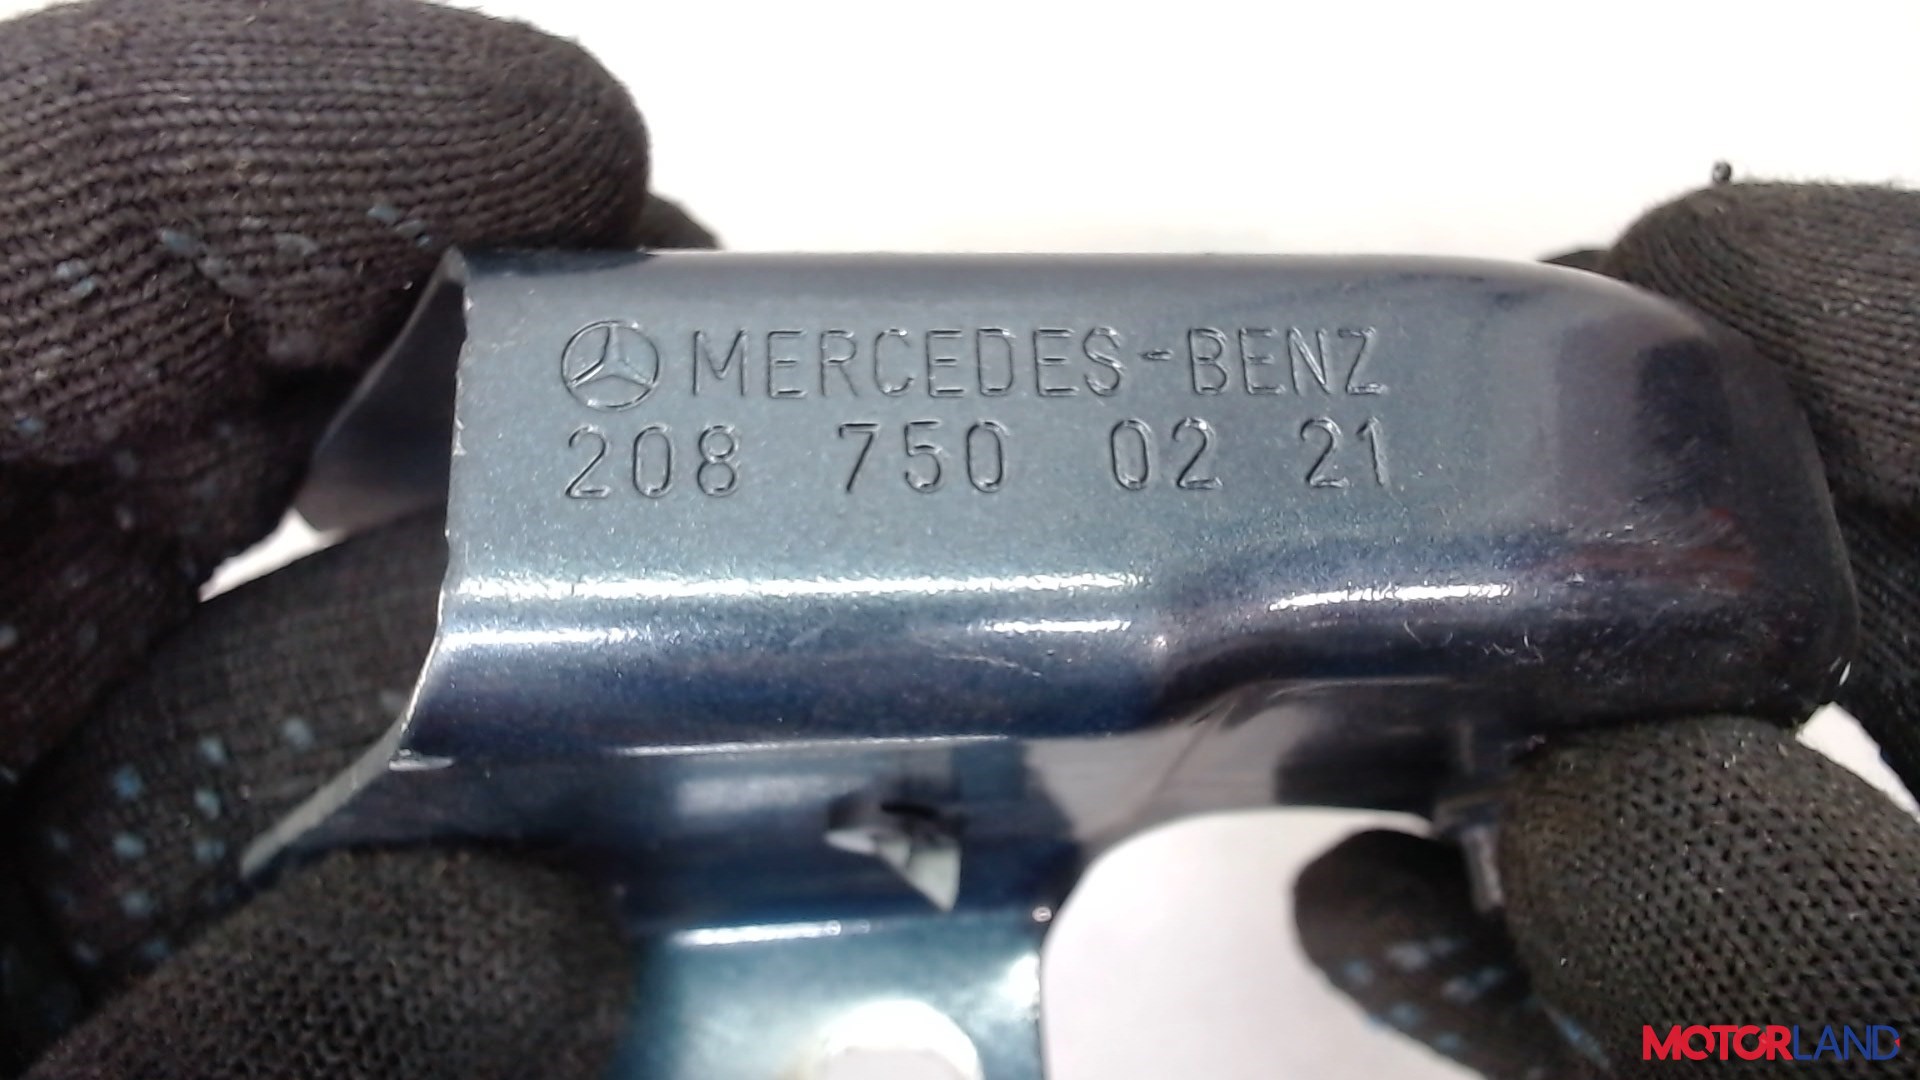 MERCEDES-BENZ
208 750 02 21
MOTORLAND